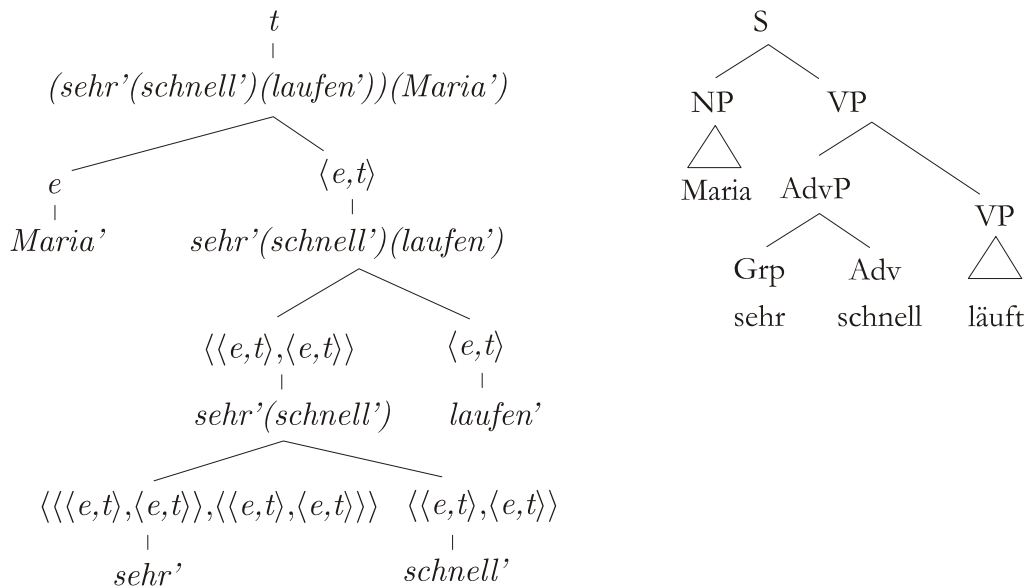 t
(sehr’(schnell’)(laufen’))(Maria’)
e
⟨e,t⟩
Maria’
sehr’(schnell’)(laufen’)
⟨⟨e,t⟩,⟨e,t⟩⟩
⟨e,t⟩
sehr’(schnell’)
laufen’
⟨⟨⟨e,t⟩,⟨e,t⟩⟩,⟨⟨e,t⟩,⟨e,t⟩⟩⟩
⟨⟨e,t⟩,⟨e,t⟩⟩
sehr’
schnell’
S
NP VP
Maria AdvP
VP
Grp Adv
sehr schnell läuft